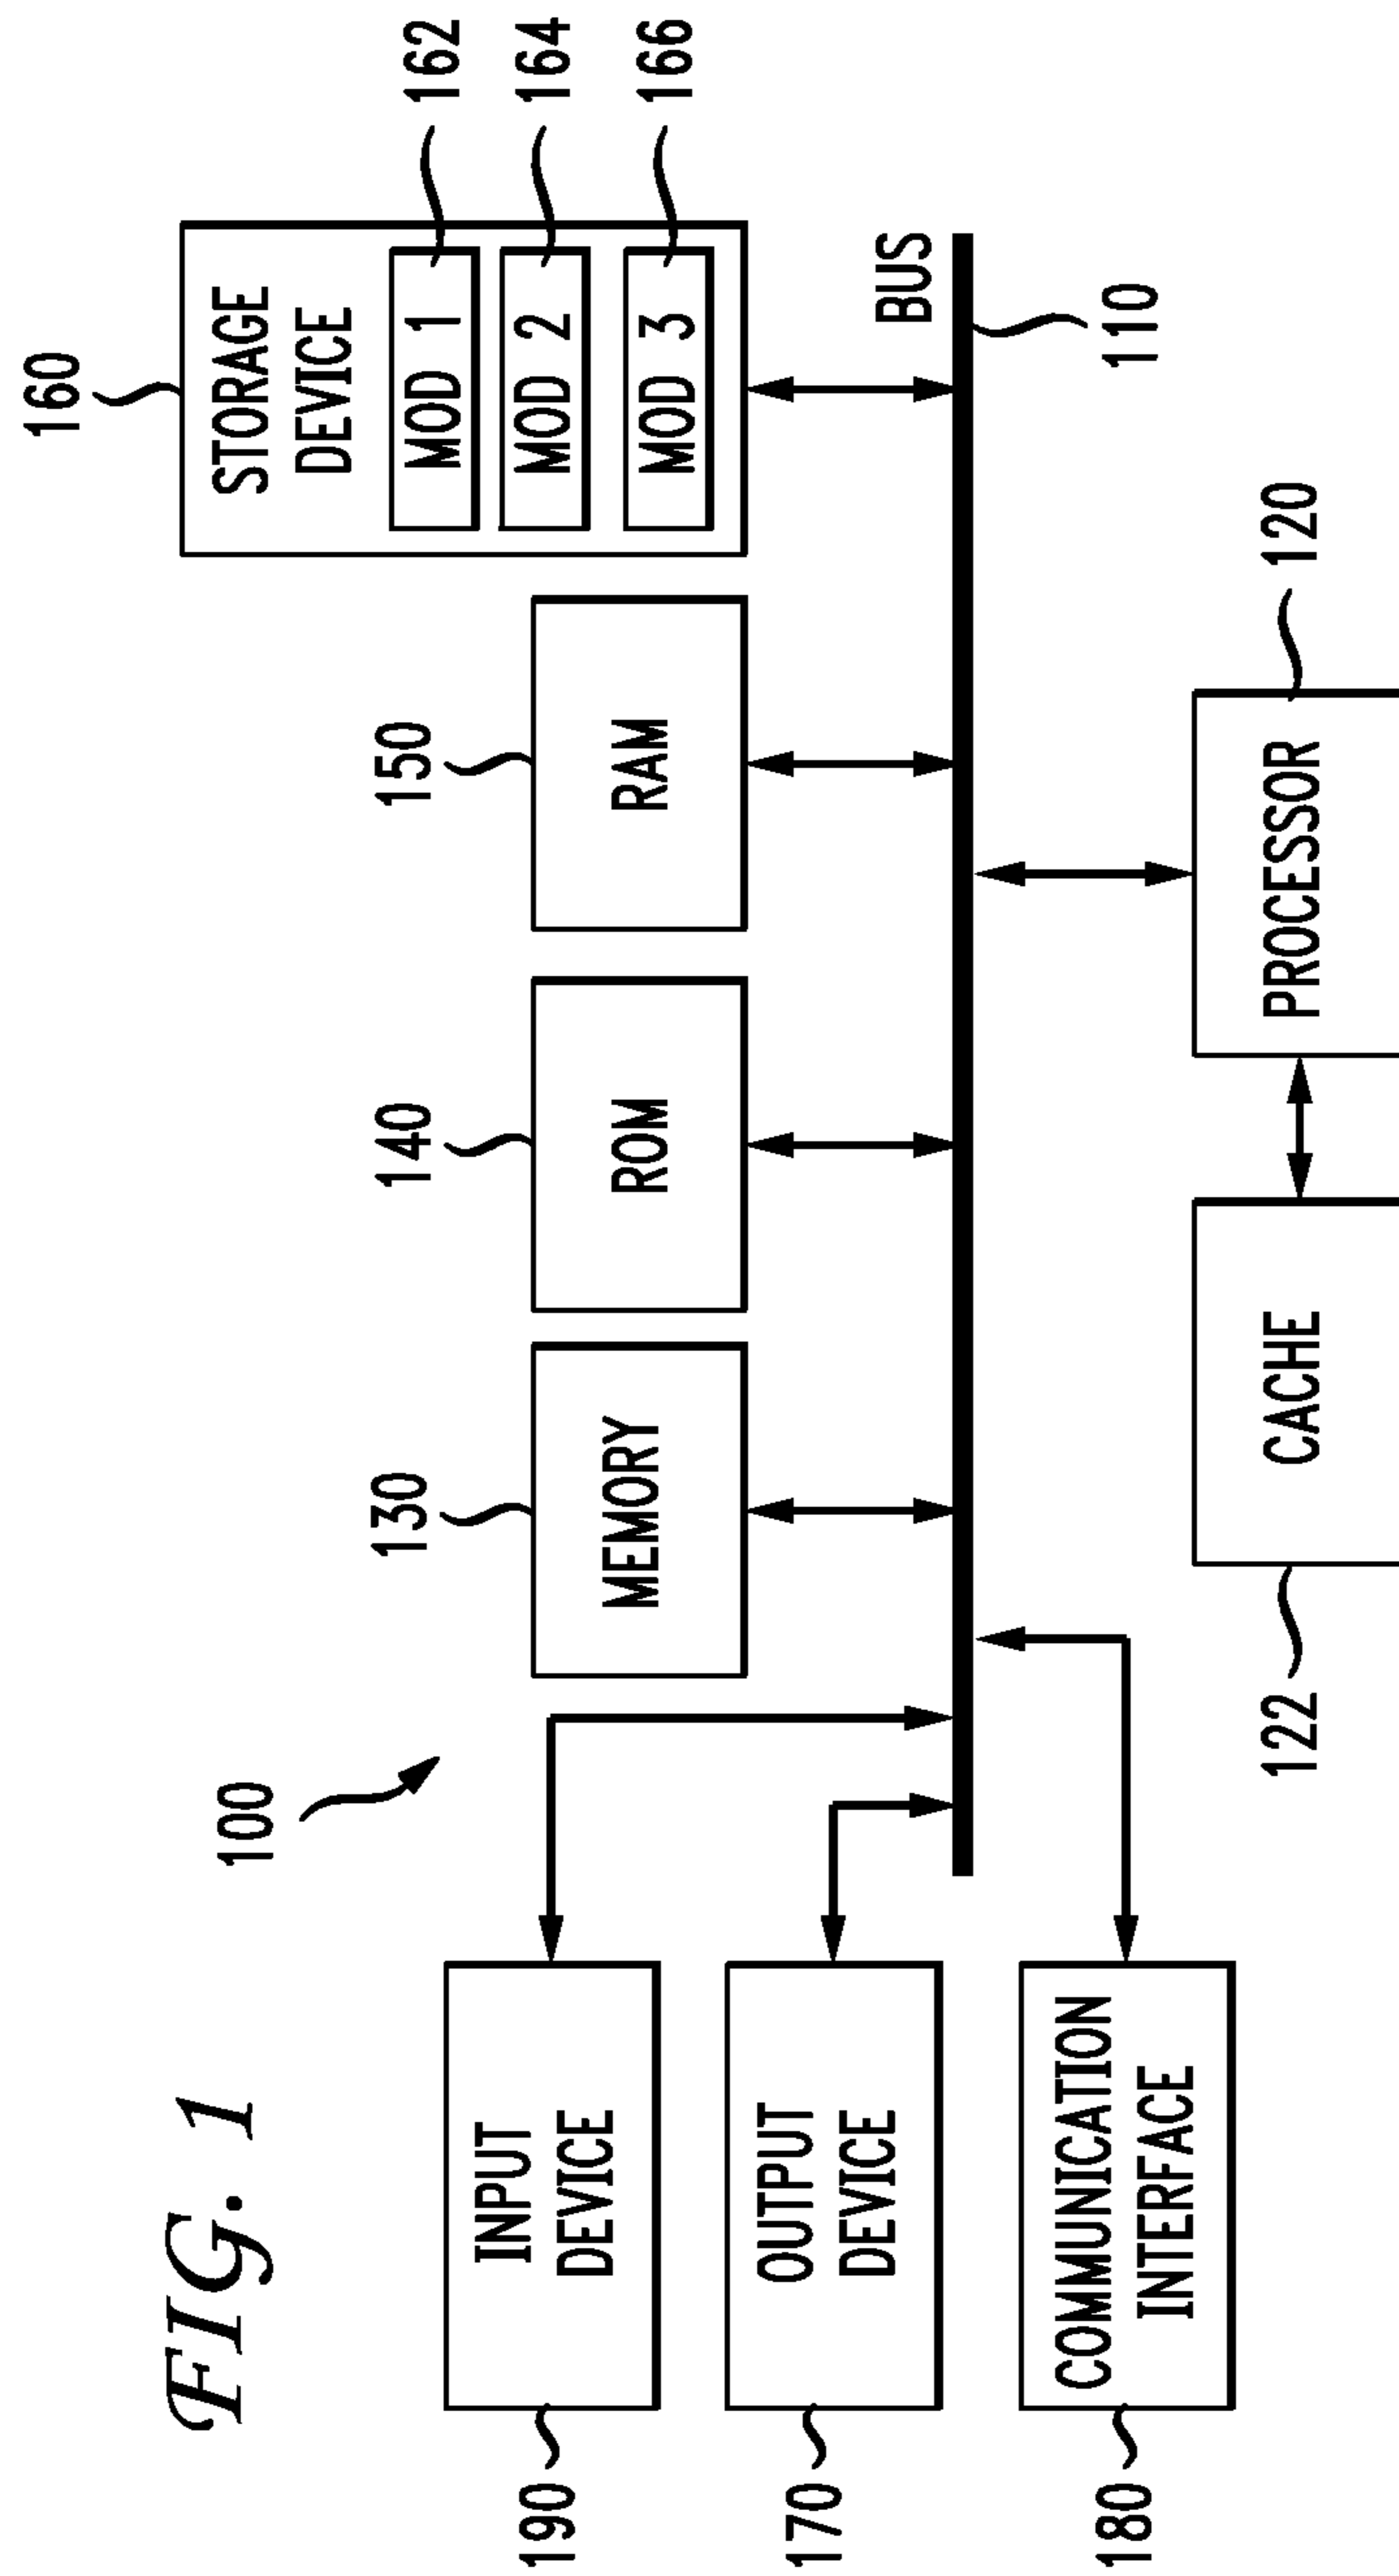 FIG. 1
100
160
STORAGE
DEVICE
MOD 1
162
MOD 2
164
MOD 3
166
130
MEMORY
140
ROM
150
RAM
190
INPUT
DEVICE
170
OUTPUT
DEVICE
180
COMMUNICATION
INTERFACE
BUS
110
122
CACHE
PROCESSOR
120